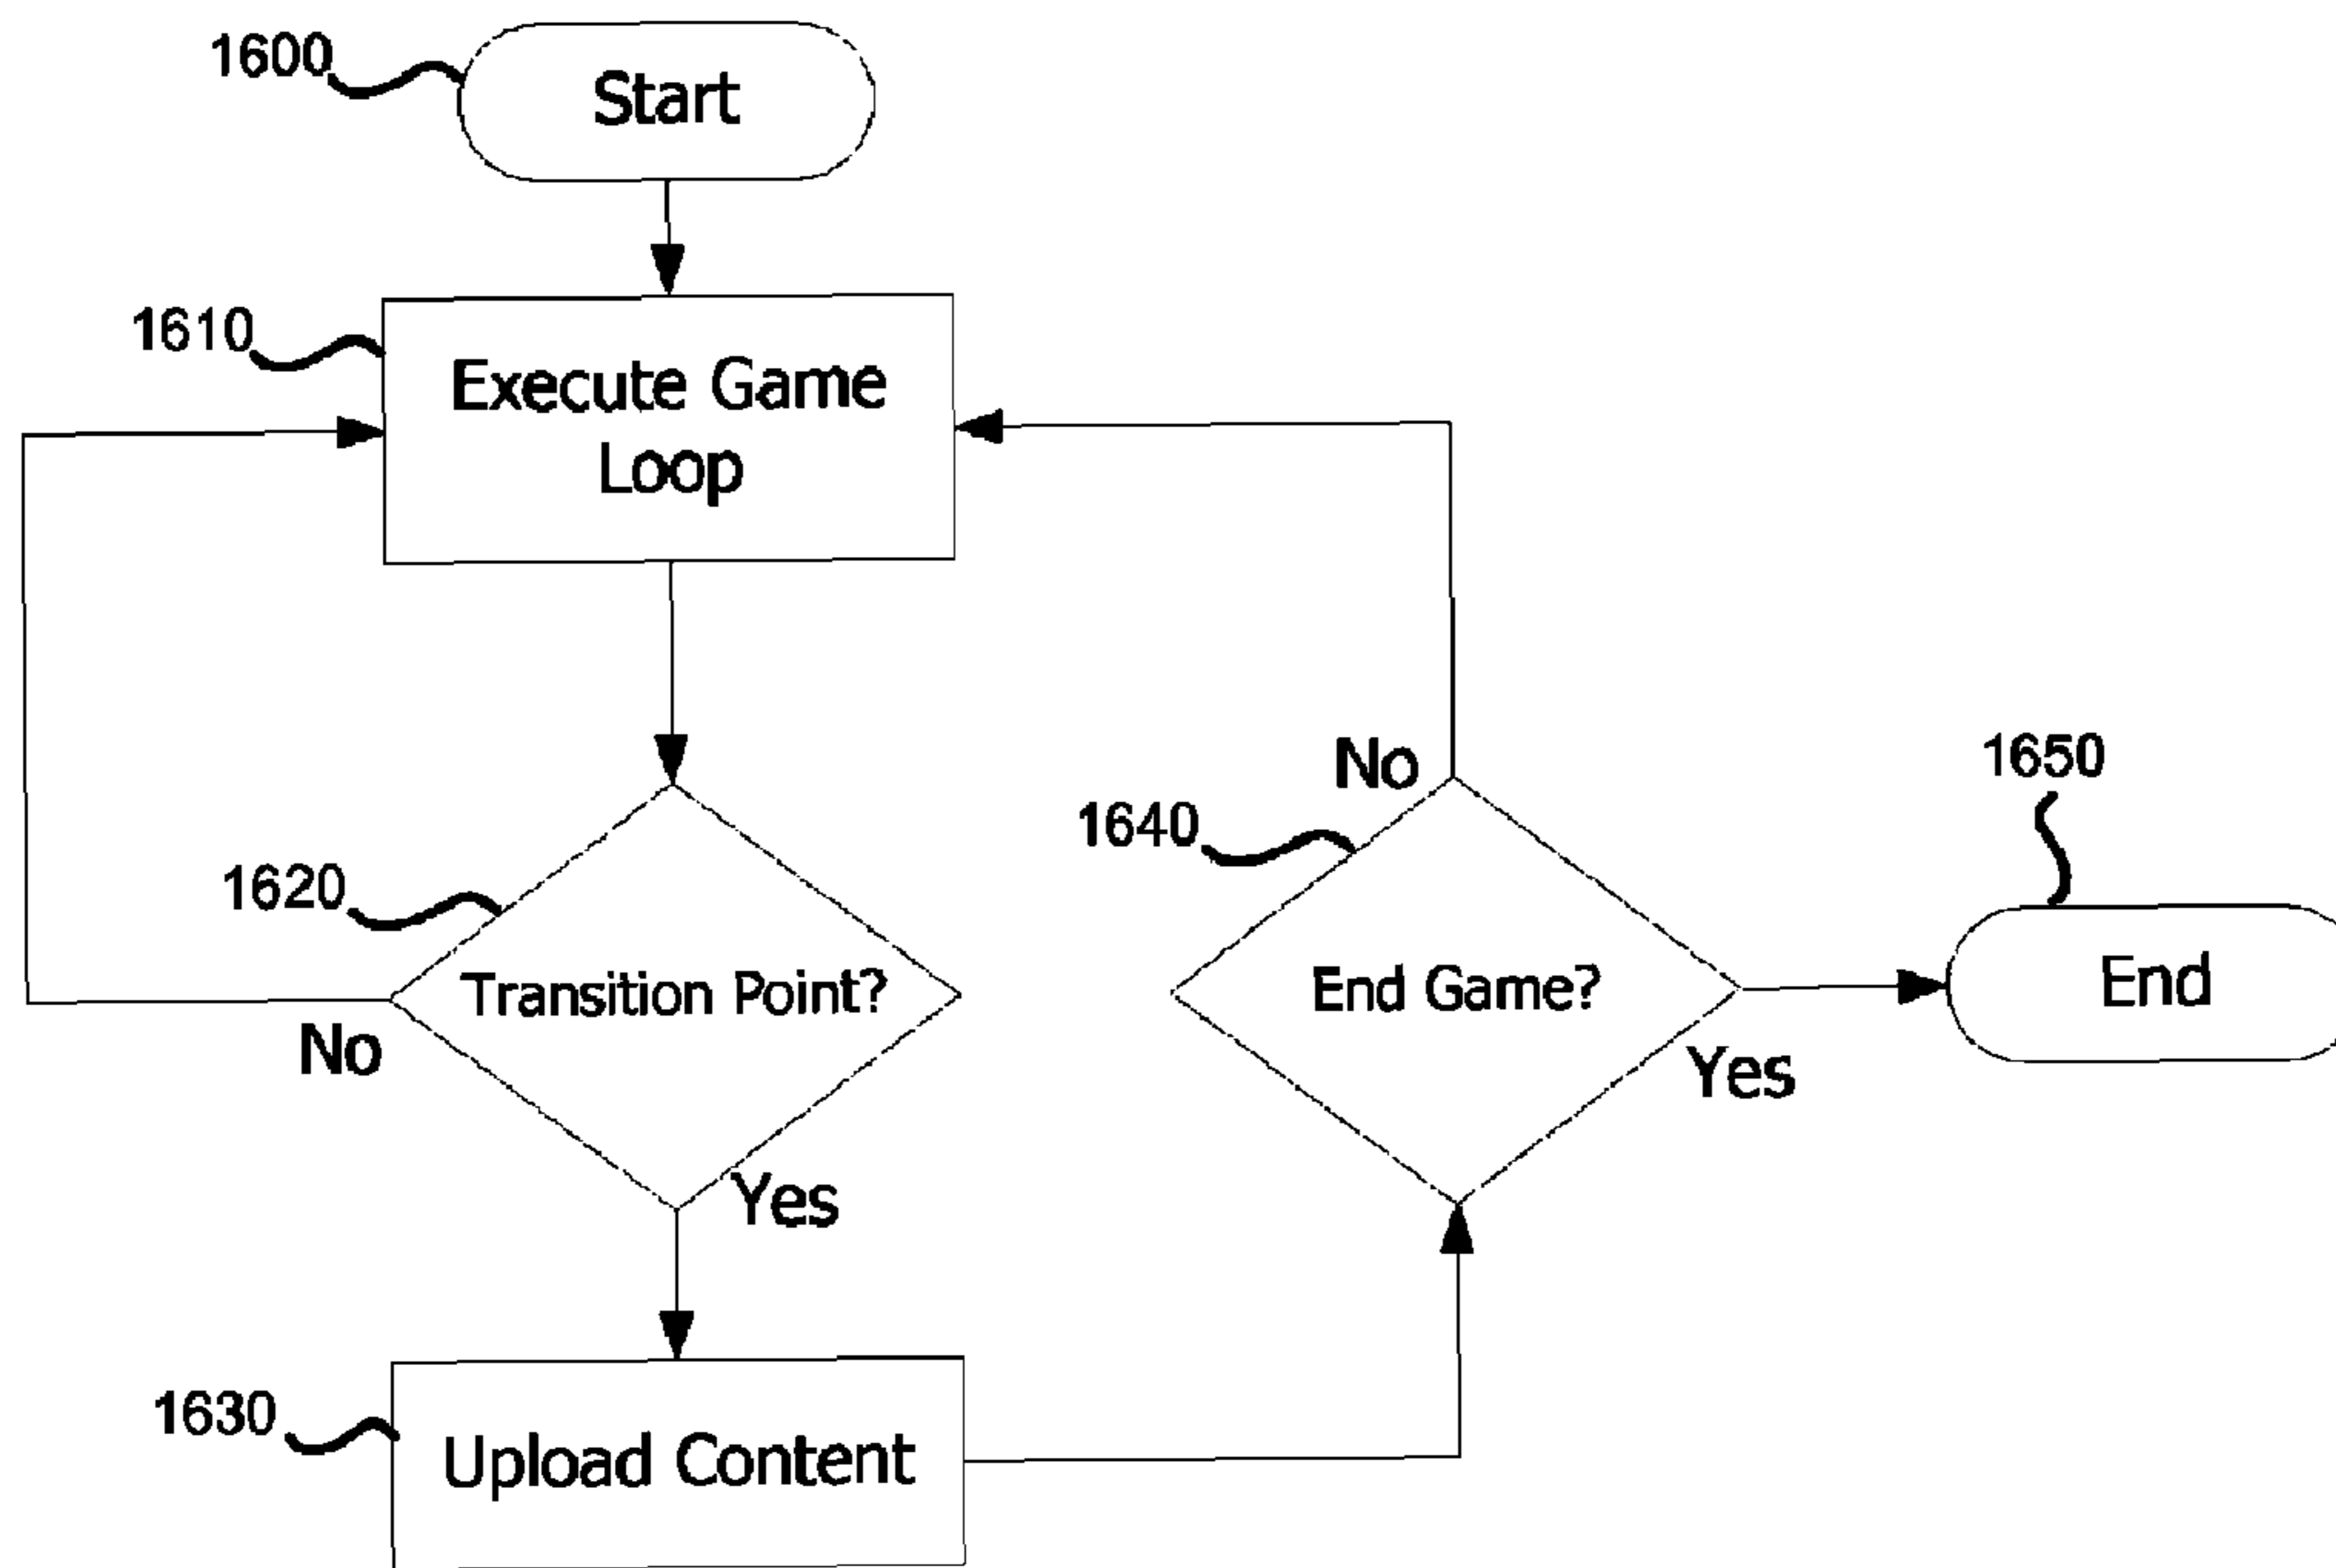 1600
Start
1610
Execute Game
Loop
1620
Transition Point?
No
Yes
1630
Upload Content
1640
No
End Game?
Yes
1650
End